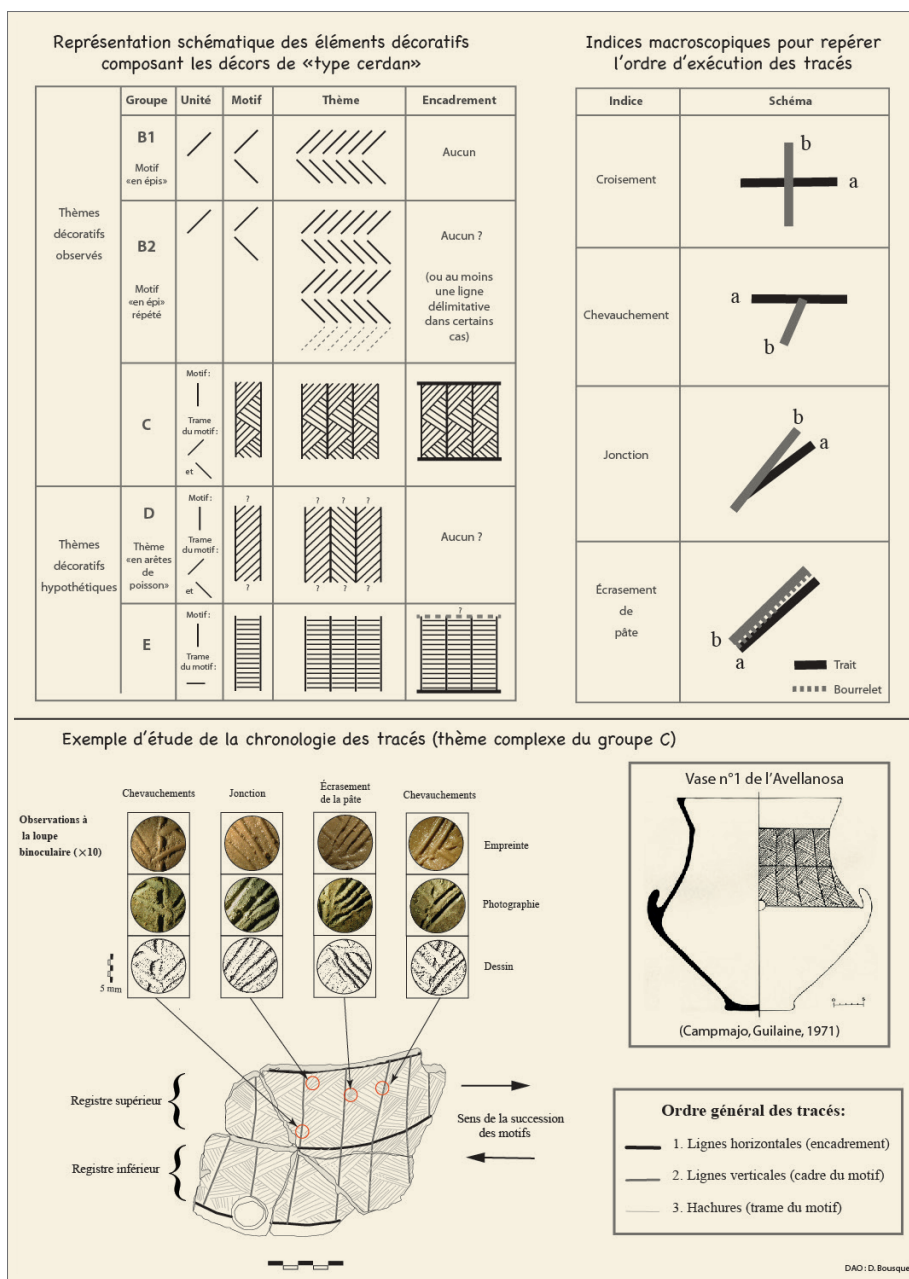 Représentation schématique des éléments décoratifs
composant les décors de «type cerdan»
Groupe Unité Motif Thème Encadrement
Thèmes
décoratifs
observés
B1
Motif
«en épis»
Aucun
B2
Motif
«en épi»
répété
Aucun ?
(ou au moins
une ligne
délimitative
dans certains
cas)
C
Motif :
Trame
du motif :
et
Thèmes
décoratifs
hypothétiques
D
Thème
«en arêtes
de
poisson»
Motif :
Trame
du motif :
et
?
?
? ? ?
? ? ?
Aucun ?
E
Motif :
Trame
du motif :
?
Indices macroscopiques pour repérer
l'ordre d'exécution des tracés
Indice Schéma
Croisement
b
a
Chevauchement
a
b
Jonction
b
a
Écrasement
de
pâte
b
a
Trait
Bourrelet
Exemple d'étude de la chronologie des tracés (thème complexe du groupe C)
Observations à
la loupe
binoculaire (×10)
Chevauchements
Jonction
Écrasement
de la pâte
Chevauchements
Empreinte
Photographie
Dessin
5 mm
Registre supérieur
Registre inférieur
Sens de la succession
des motifs
Vase n°1 de l'Avellanosa
(Campmajo, Guilaine, 1971)
Ordre général des tracés:
1. Lignes horizontales (encadrement)
2. Lignes verticales (cadre du motif)
3. Hachures (trame du motif)
DAO : D. Bousquet